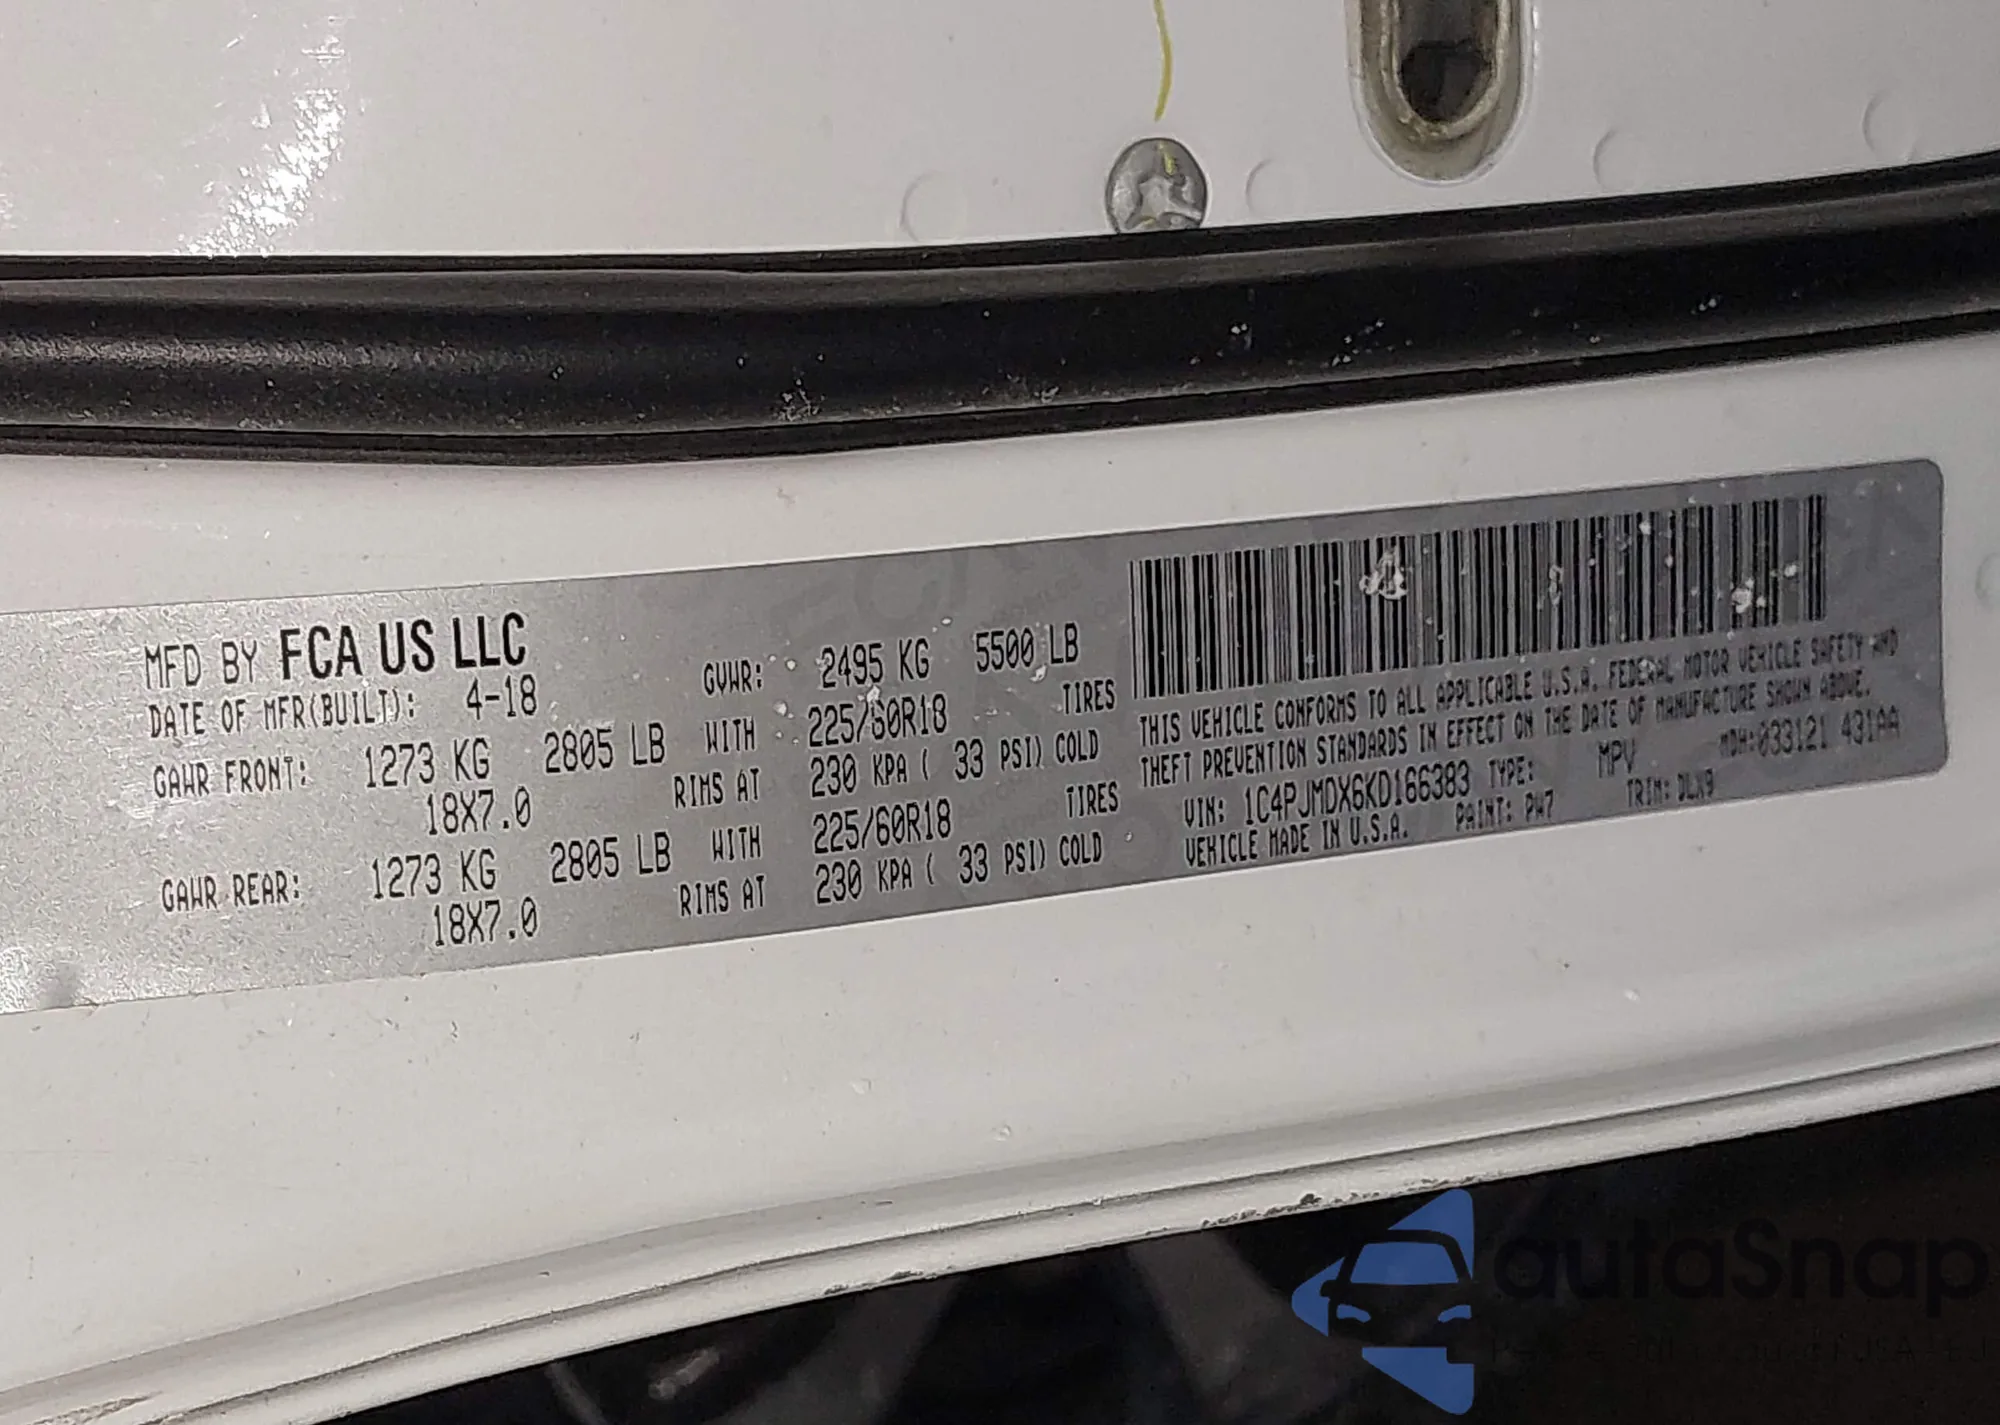 MFD BY FCA US LLC
DATE OF MFR(BUILT): 4-18 GVWR: 2495 KG 5500 LB
GAWR FRONT: 1273 KG 2805 LB WITH 225/60R18 TIRES
18X7.0 RIMS AT 230 KPA ( 33 PSI) COLD
GAWR REAR: 1273 KG 2805 LB WITH 225/60R18 TIRES
18X7.0 RIMS AT 230 KPA ( 33 PSI) COLD
THIS VEHICLE CONFORMS TO ALL APPLICABLE U.S.A. FEDERAL MOTOR VEHICLE SAFETY AND
THEFT PREVENTION STANDARDS IN EFFECT ON THE DATE OF MANUFACTURE SHOWN ABOVE.
VIN: 1C4PJMDX6KD166383 TYPE: MPV MDH:033121 431AA
VEHICLE MADE IN U.S.A. PAINT: PW7 TRIM: DLX9
autaSnap